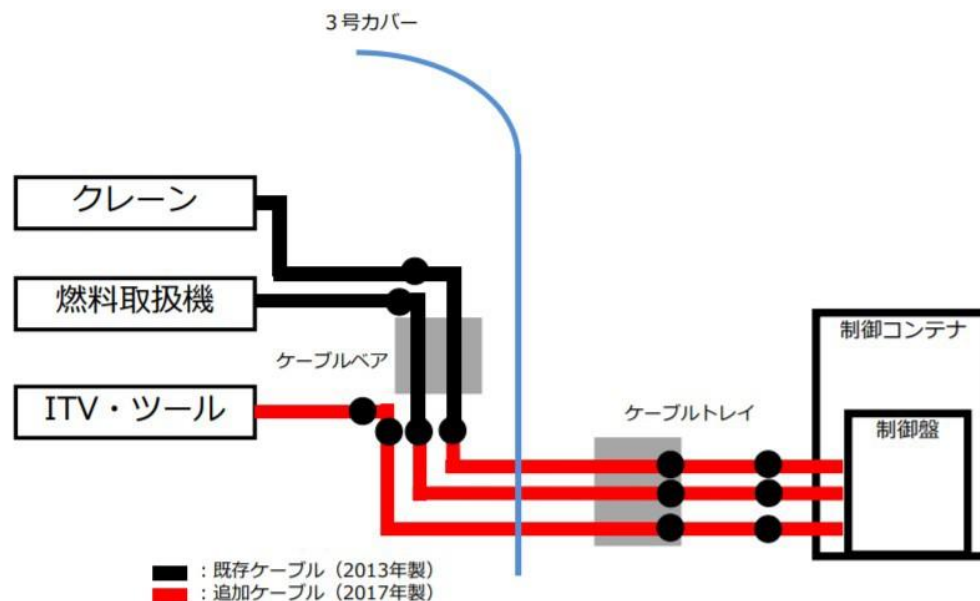 ３号カバー
クレーン
燃料取扱機
ケーブルベア
ITV・ツール
ケーブルトレイ
制御コンテナ
制御盤
：既存ケーブル（2013年製）
：追加ケーブル（2017年製）